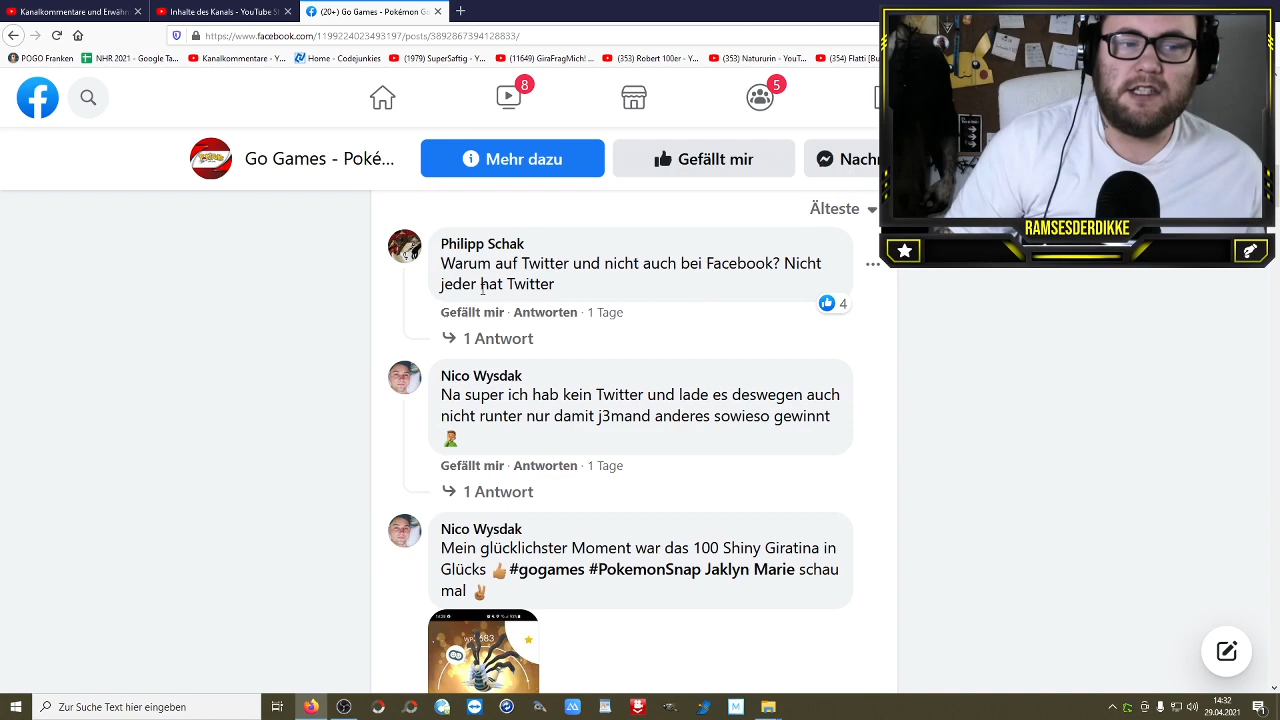 Kanalkommentare und Erwähn
Inhalte des Kanals - YouTube St
(20+) Go Games - Pokémon Go
https://www.facebook.com/1199224023493197/posts/3892867394128833/
POGO Franken
NHR 2021 - Google Ta...
Kanalkommentare - Y...
Home - Codejunkies
(1979) SuperSaftig - Y...
(11649) GiraFragMich! ...
(353) Robert 100er - Y...
(353) Natururin - YouT...
(354) Flatti [B
8
5
Go Games - Poké...
Mehr dazu
Gefällt mir
Nachr
RAMSESDERDIKKE
Älteste
Philipp Schak
Warum auf Twitter und nicht auch bei Facebook? Nicht
jeder hat Twitter
4
Gefällt mir · Antworten · 1 Tage
1 Antwort
Nico Wysdak
Na super ich hab kein Twitter und lade es deswegen auch
nicht runter nur damit j3mand anderes sowieso gewinnt
Gefällt mir · Antworten · 1 Tage
1 Antwort
Nico Wysdak
Mein glücklichster Moment war das 100 Shiny Giratina in
Glücks 👍🏼#gogames #PokemonSnap Jaklyn Marie schau
mal ✌🏼
Zur Suche Text hier eingeben
14:32
29.04.2021